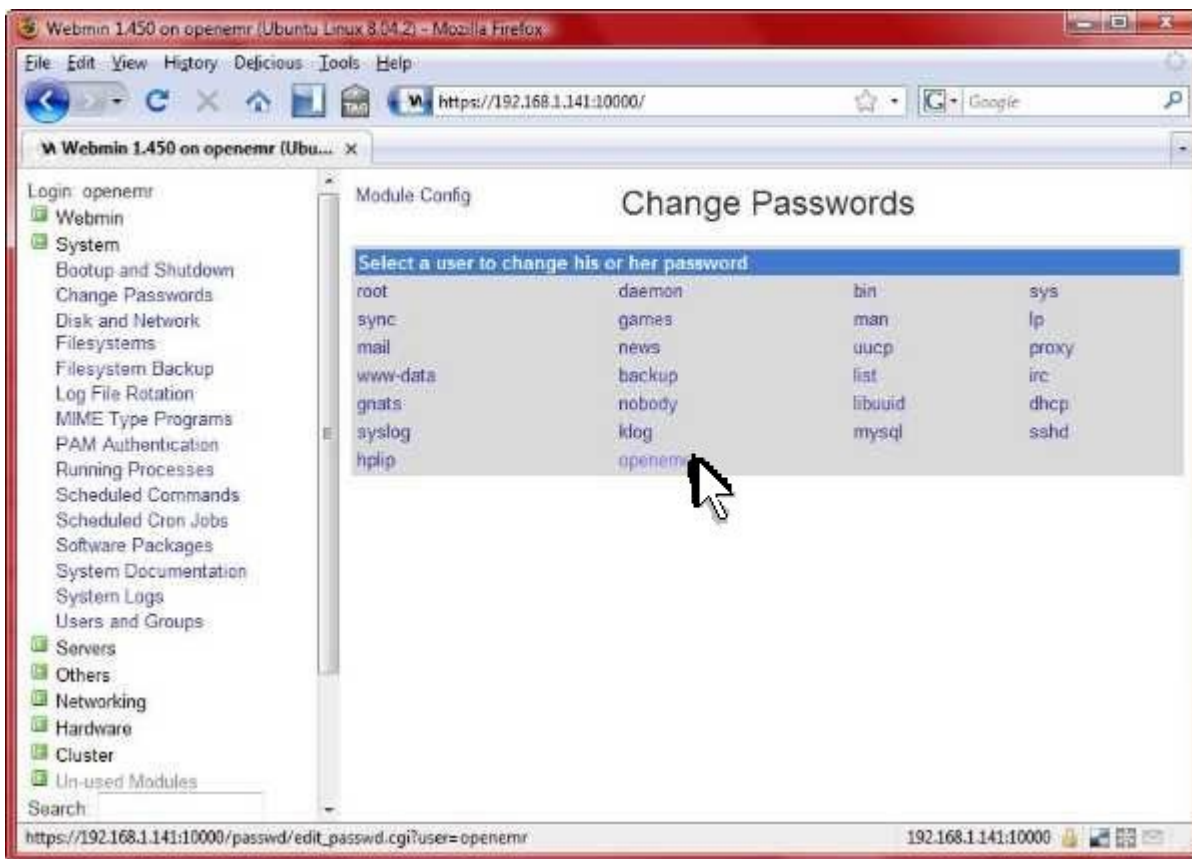 Webmin 1.450 on openemr (Ubuntu Linux 8.04.2) - Mozilla Firefox
File Edit View History Delicious Tools Help
https://192.168.1.141:10000/
Google
Webmin 1.450 on openemr (Ubu...
Login: openemr
Webmin
System
Bootup and Shutdown
Change Passwords
Disk and Network
Filesystems
Filesystem Backup
Log File Rotation
MIME Type Programs
PAM Authentication
Running Processes
Scheduled Commands
Scheduled Cron Jobs
Software Packages
System Documentation
System Logs
Users and Groups
Servers
Others
Networking
Hardware
Cluster
Un-used Modules
Search:
Module Config
Change Passwords
Select a user to change his or her password
root daemon bin sys
sync games man lp
mail news uucp proxy
www-data backup list irc
gnats nobody libuuid dhcp
syslog klog mysql sshd
hplip openemr
https://192.168.1.141:10000/passwd/edit_passwd.cgi?user=openemr
192.168.1.141:10000